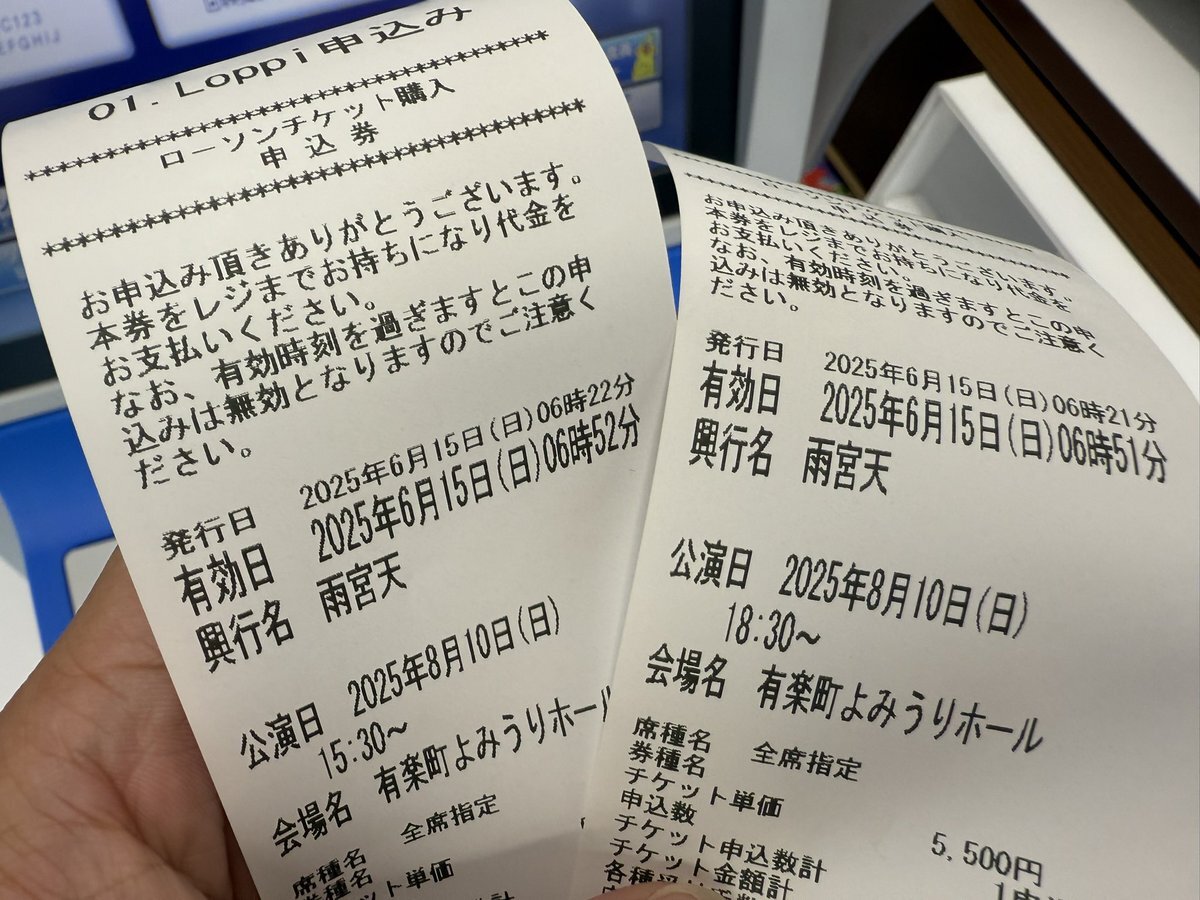 C123
EFGHIJ
01.Loppi申込み
******************************
ローソンチケット購入
申 込 券
******************************
お申込み頂きありがとうございます。
本券をレジまでお持ちになり代金を
お支払いください。
なお、有効時刻を過ぎますとこの申
込みは無効となりますのでご注意く
ださい。
発行日 2025年6月15日(日)06時22分
有効日 2025年6月15日(日)06時52分
興行名 雨宮天
公演日 2025年8月10日(日)
15:30~
会場名 有楽町よみうりホール
席種名 全席指定
券種名
ット単価
お申込み頂きありがとうございます。
本券をレジまでお持ちになり代金を
お支払いください。
なお、有効時刻を過ぎますとこの申
込みは無効となりますのでご注意く
ださい。
発行日 2025年6月15日(日)06時21分
有効日 2025年6月15日(日)06時51分
興行名 雨宮天
公演日 2025年8月10日(日)
18:30~
会場名 有楽町よみうりホール
席種名 全席指定
券種名
チケット単価 5,500円
申込数
チケット申込数計
チケット金額計